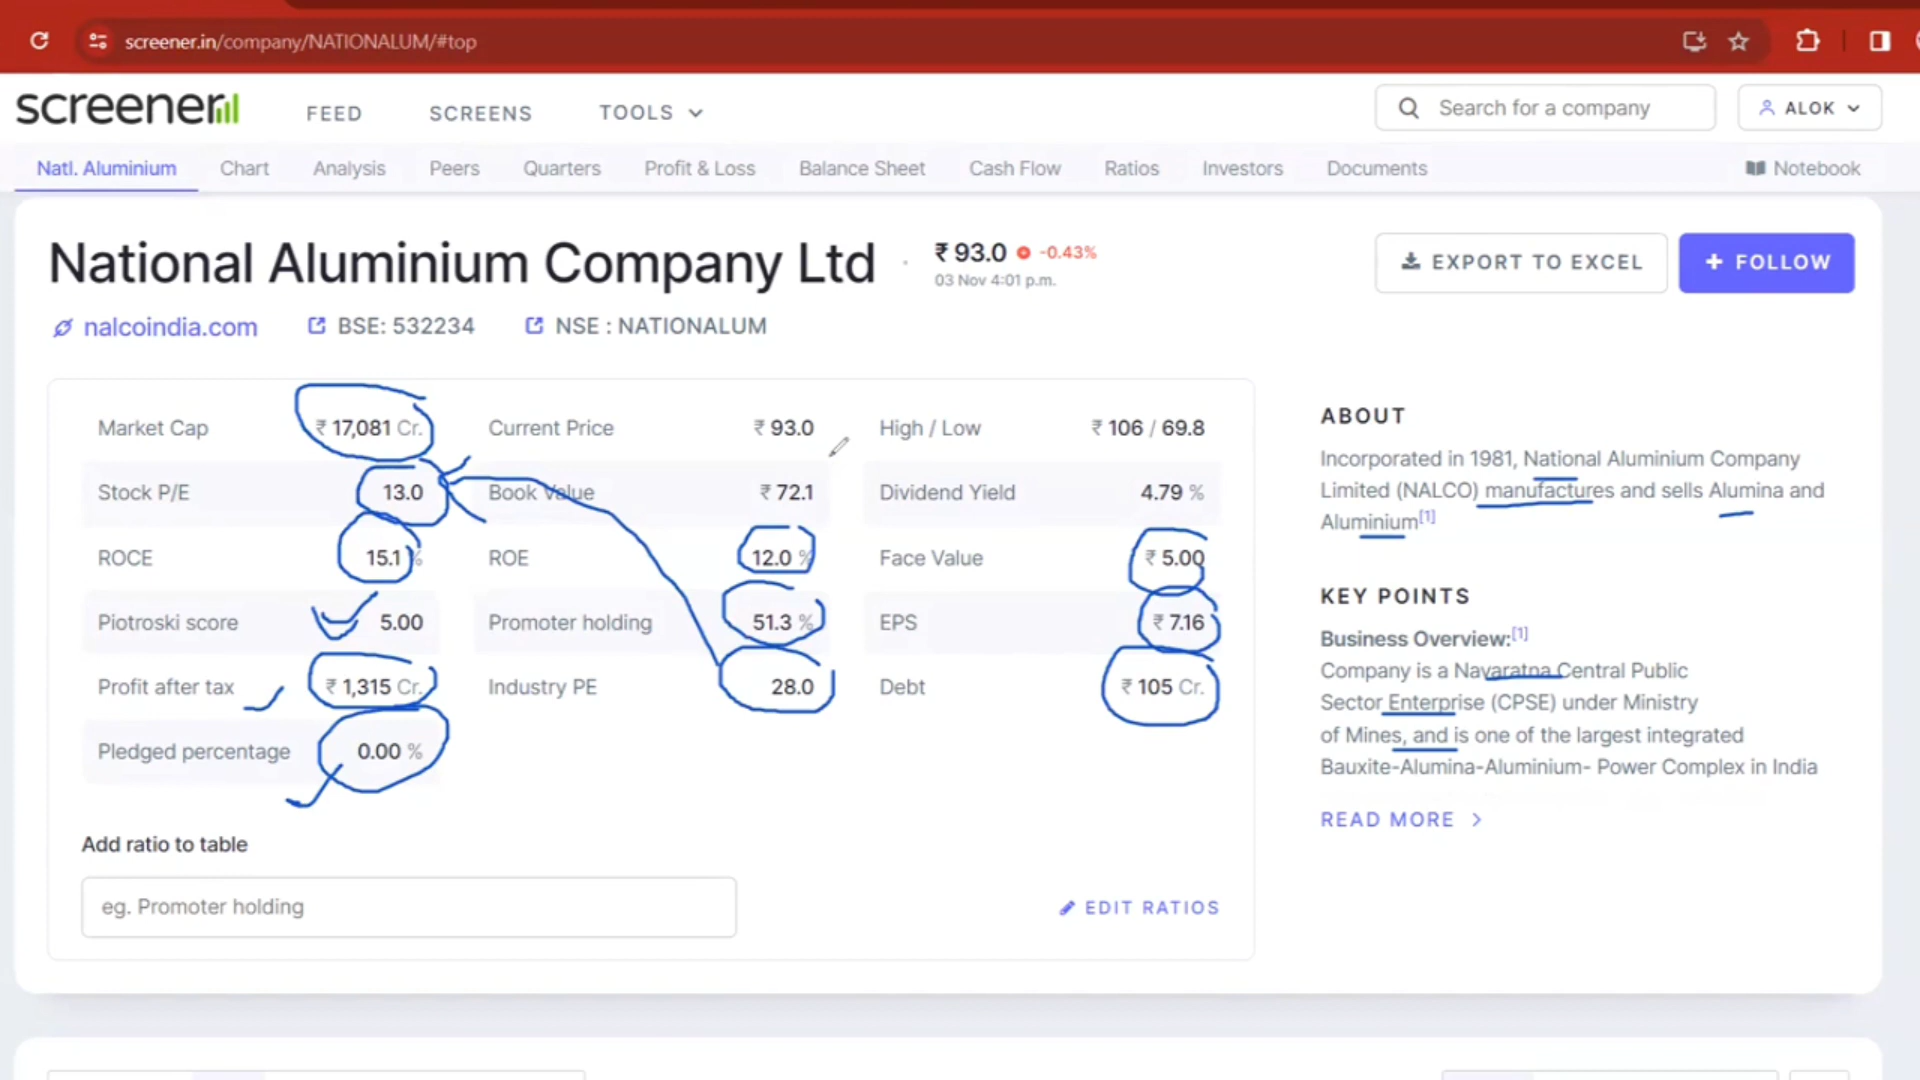 screener.in/company/NATIONALUM/#top
screener
FEED
SCREENS
TOOLS
Search for a company
ALOK
Natl. Aluminium
Chart
Analysis
Peers
Quarters
Profit & Loss
Balance Sheet
Cash Flow
Ratios
Investors
Documents
Notebook
National Aluminium Company Ltd
₹ 93.0 -0.43%
03 Nov 4:01 p.m.
EXPORT TO EXCEL
+ FOLLOW
nalcoindia.com
BSE: 532234
NSE : NATIONALUM
Market Cap ₹ 17,081 Cr.
Current Price ₹ 93.0
High / Low ₹ 106 / 69.8
Stock P/E 13.0
Book Value ₹ 72.1
Dividend Yield 4.79 %
ROCE 15.1 %
ROE 12.0 %
Face Value ₹ 5.00
Piotroski score 5.00
Promoter holding 51.3 %
EPS ₹ 7.16
Profit after tax ₹ 1,315 Cr.
Industry PE 28.0
Debt ₹ 105 Cr.
Pledged percentage 0.00 %
Add ratio to table
eg. Promoter holding
EDIT RATIOS
ABOUT
Incorporated in 1981, National Aluminium Company
Limited (NALCO) manufactures and sells Alumina and
Aluminium[1]
KEY POINTS
Business Overview:[1]
Company is a Navaratna Central Public
Sector Enterprise (CPSE) under Ministry
of Mines, and is one of the largest integrated
Bauxite-Alumina-Aluminium- Power Complex in India
READ MORE